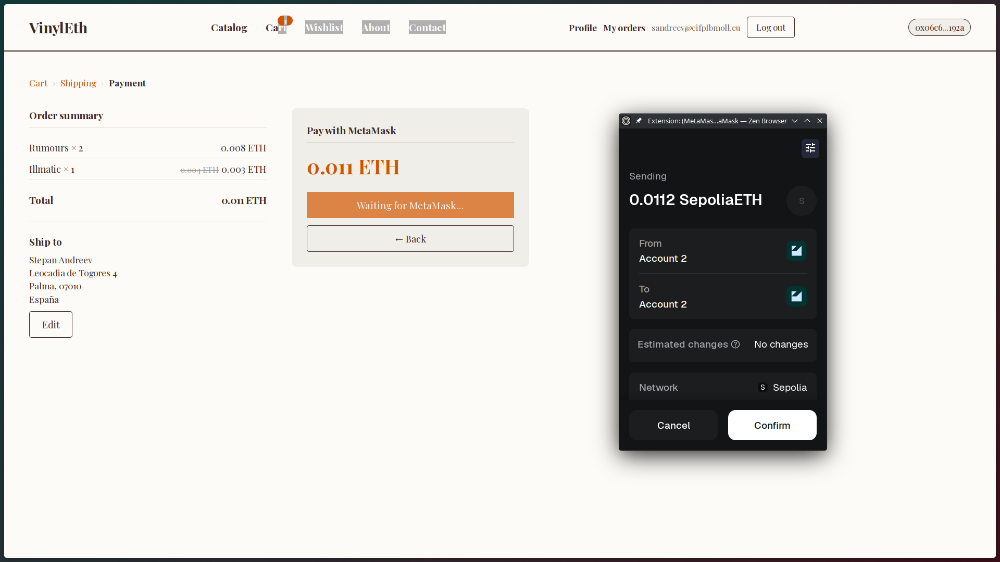 VinylEth
Catalog Cart 3 Wishlist About Contact
Profile My orders sandreev@cifpfbmoll.eu Log out
0x06c6...192a
Cart › Shipping › Payment
Order summary
Rumours × 2 0.008 ETH
Illmatic × 1 0.004 ETH 0.003 ETH
Total 0.011 ETH
Ship to
Stepan Andreev
Leocadia de Togores 4
Palma, 07010
España
Edit
Pay with MetaMask
0.011 ETH
Waiting for MetaMask...
← Back
Extension: (MetaMas...aMask — Zen Browser
Sending
0.0112 SepoliaETH
S
From
Account 2
To
Account 2
Estimated changes ? No changes
Network S Sepolia
Cancel Confirm